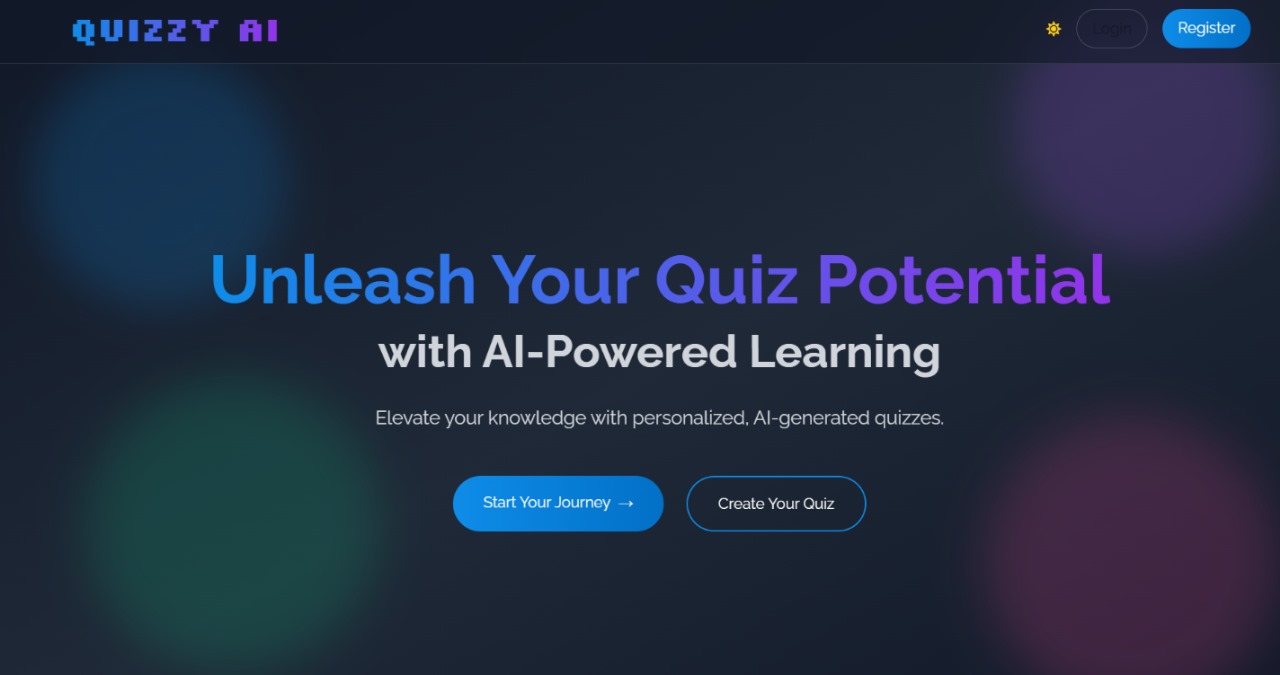 QUIZZY AI
Login
Register
Unleash Your Quiz Potential
with AI-Powered Learning
Elevate your knowledge with personalized, AI-generated quizzes.
Start Your Journey →
Create Your Quiz